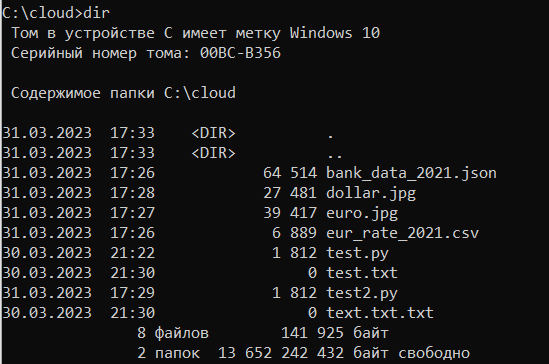 C:\cloud>dir
Том в устройстве C имеет метку Windows 10
Серийный номер тома: 00BC-B356
Содержимое папки C:\cloud
31.03.2023  17:33    <DIR>          .
31.03.2023  17:33    <DIR>          ..
31.03.2023  17:26            64 514 bank_data_2021.json
31.03.2023  17:28            27 481 dollar.jpg
31.03.2023  17:27            39 417 euro.jpg
31.03.2023  17:26             6 889 eur_rate_2021.csv
30.03.2023  21:22             1 812 test.py
30.03.2023  21:30                 0 test.txt
31.03.2023  17:29             1 812 test2.py
30.03.2023  21:30                 0 text.txt.txt
8 файлов        141 925 байт
2 папок  13 652 242 432 байт свободно